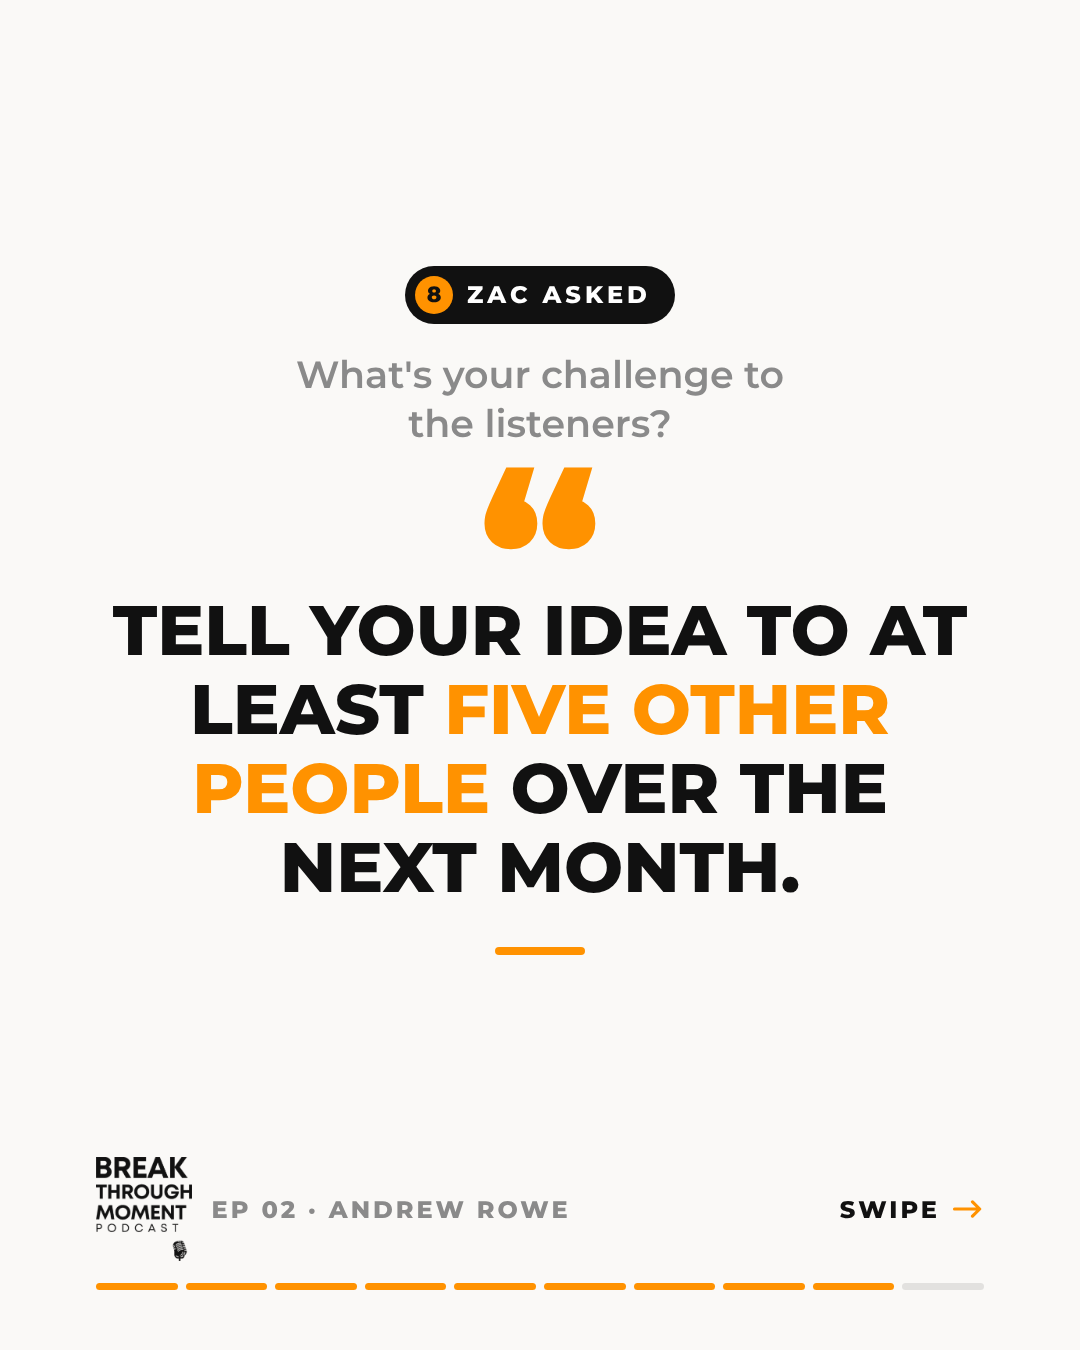 8 ZAC ASKED
What's your challenge to
the listeners?
“
TELL YOUR IDEA TO AT
LEAST FIVE OTHER
PEOPLE OVER THE
NEXT MONTH.
BREAK
THROUGH
MOMENT
PODCAST
EP 02 • ANDREW ROWE
SWIPE →